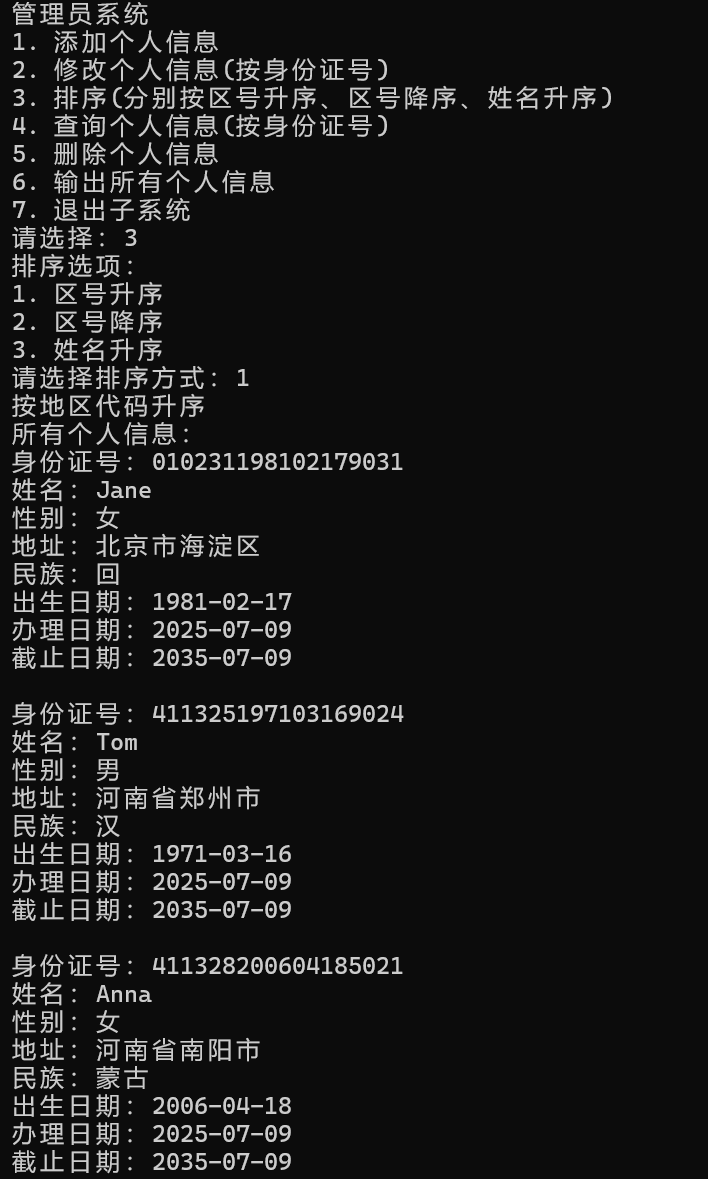 管理员系统
1. 添加个人信息
2. 修改个人信息(按身份证号)
3. 排序(分别按区号升序、区号降序、姓名升序)
4. 查询个人信息(按身份证号)
5. 删除个人信息
6. 输出所有个人信息
7. 退出子系统
请选择: 3
排序选项:
1. 区号升序
2. 区号降序
3. 姓名升序
请选择排序方式: 1
按地区代码升序
所有个人信息:
身份证号: 010231198102179031
姓名: Jane
性别: 女
地址: 北京市海淀区
民族: 回
出生日期: 1981-02-17
办理日期: 2025-07-09
截止日期: 2035-07-09
身份证号: 411325197103169024
姓名: Tom
性别: 男
地址: 河南省郑州市
民族: 汉
出生日期: 1971-03-16
办理日期: 2025-07-09
截止日期: 2035-07-09
身份证号: 411328200604185021
姓名: Anna
性别: 女
地址: 河南省南阳市
民族: 蒙古
出生日期: 2006-04-18
办理日期: 2025-07-09
截止日期: 2035-07-09